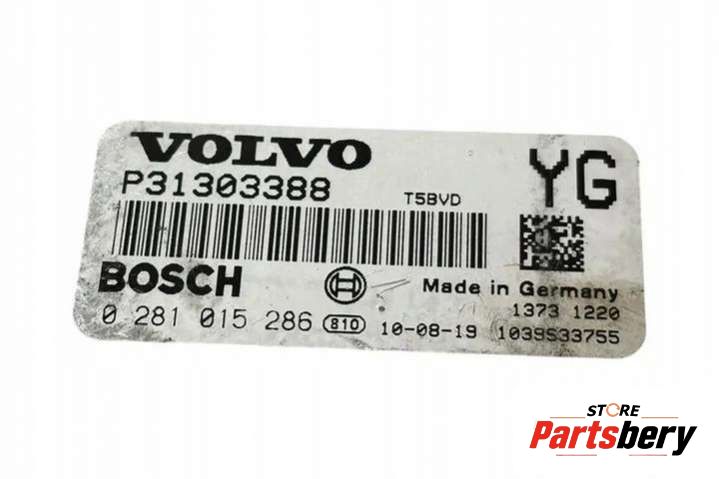 VOLVO
YG
P31303388
T5BVD
BOSCH
Made in Germany
1373 1220
0 281 015 286 810 10-08-19 1039S33755
STORE
Partsbery